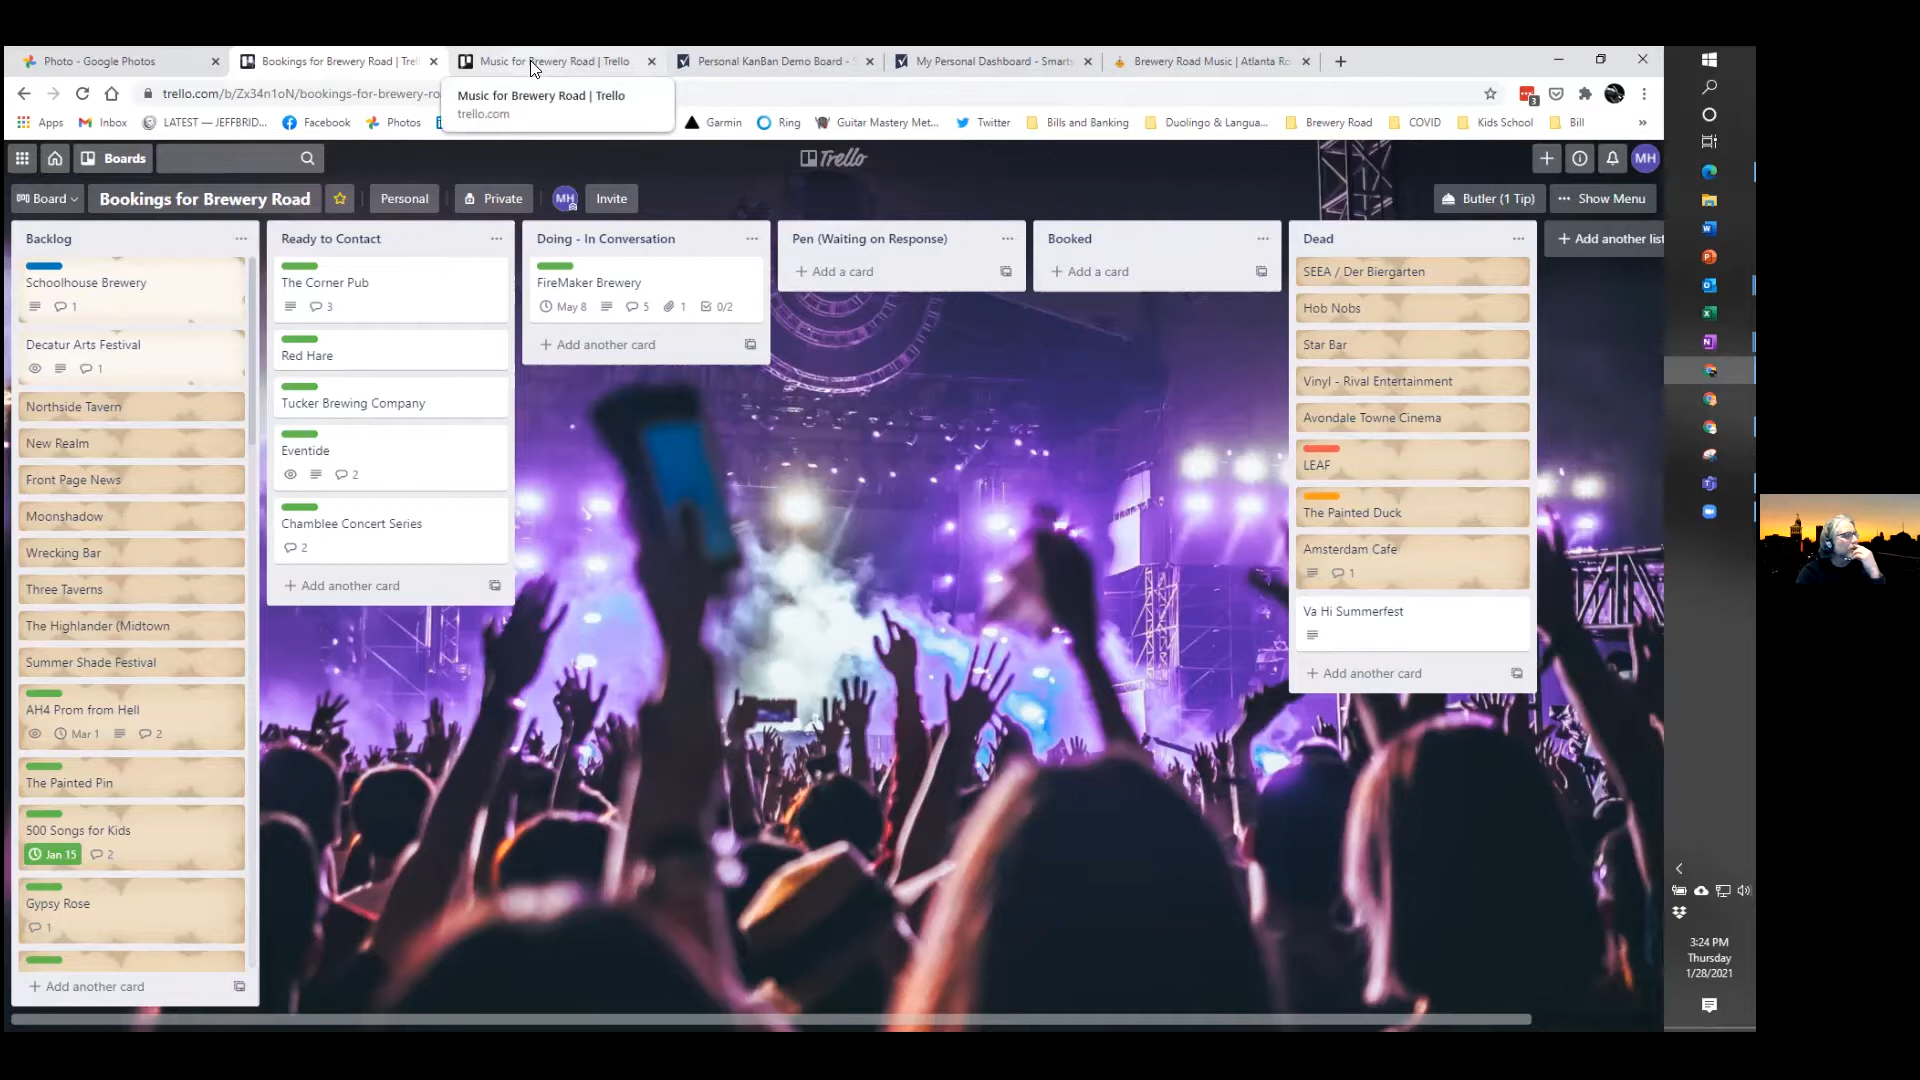 Photo - Google Photos
Bookings for Brewery Road | Trel
Music for Brewery Road | Trello
Personal KanBan Demo Board - S
My Personal Dashboard - Smarts
Brewery Road Music | Atlanta Ro
trello.com/b/Zx34n1oN/bookings-for-brewery-ro
3
Music for Brewery Road | Trello
trello.com
Apps
Inbox
LATEST — JEFFBRID...
Facebook
Photos
Garmin
Ring
Guitar Mastery Met...
Twitter
Bills and Banking
Duolingo & Langua...
Brewery Road
COVID
Kids School
Bill
»
Boards
Trello
MH
Board
Bookings for Brewery Road
Personal
Private
MH
Invite
Butler (1 Tip)
Show Menu
Backlog
Schoolhouse Brewery
1
Decatur Arts Festival
1
Northside Tavern
New Realm
Front Page News
Moonshadow
Wrecking Bar
Three Taverns
The Highlander (Midtown
Summer Shade Festival
AH4 Prom from Hell
Mar 1
2
The Painted Pin
500 Songs for Kids
Jan 15
2
Gypsy Rose
1
+ Add another card
Ready to Contact
The Corner Pub
3
Red Hare
Tucker Brewing Company
Eventide
2
Chamblee Concert Series
2
+ Add another card
Doing - In Conversation
FireMaker Brewery
May 8
5
1
0/2
+ Add another card
Pen (Waiting on Response)
+ Add a card
Booked
+ Add a card
Dead
SEEA / Der Biergarten
Hob Nobs
Star Bar
Vinyl - Rival Entertainment
Avondale Towne Cinema
LEAF
The Painted Duck
Amsterdam Cafe
1
Va Hi Summerfest
+ Add another card
+ Add another list
3:24 PM
Thursday
1/28/2021